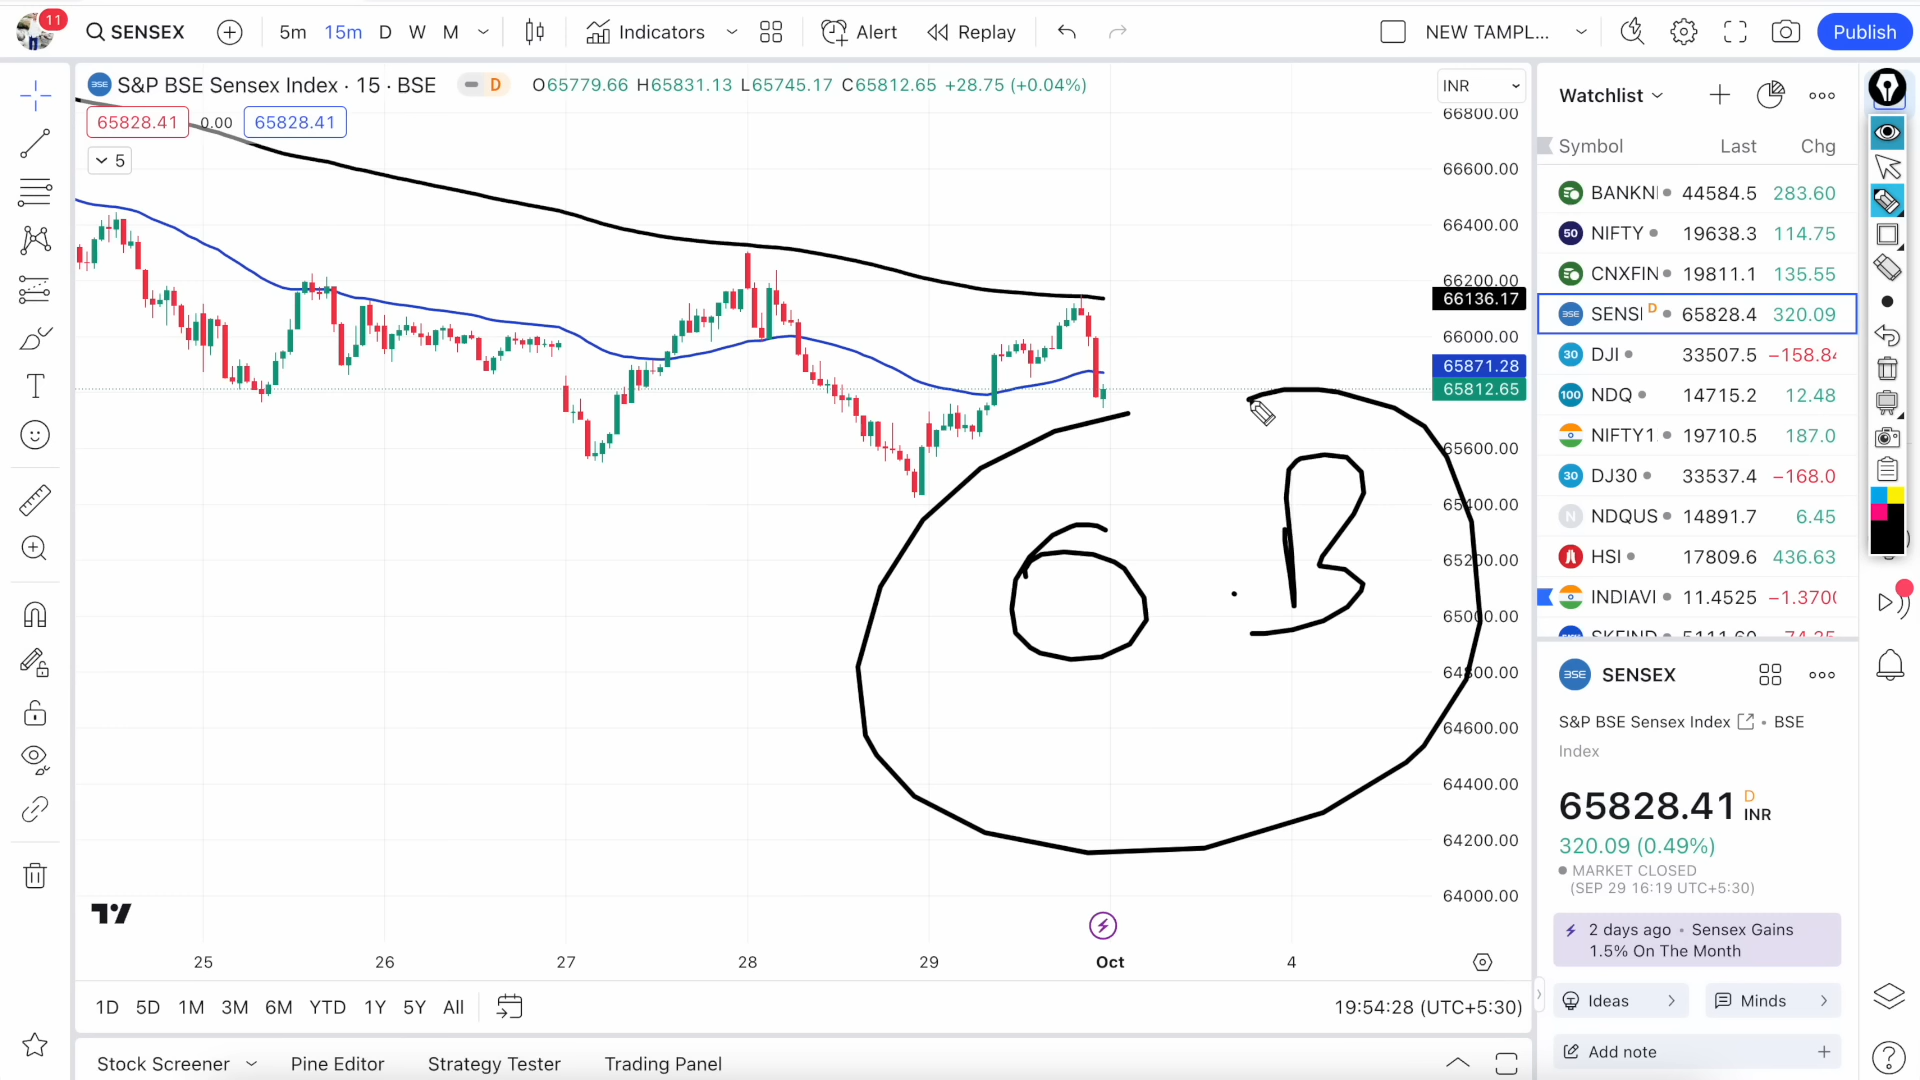 11 SENSEX 5m 15m D W M Indicators Alert Replay NEW TAMPL... Publish
S&P BSE Sensex Index · 15 · BSE D O65779.66 H65831.13 L65745.17 C65812.65 +28.75 (+0.04%) INR
65828.41 0.00 65828.41
5
66800.00
66600.00
66400.00
66200.00
66136.17
66000.00
65871.28
65812.65
65600.00
65400.00
65200.00
65000.00
64800.00
64600.00
64400.00
64200.00
64000.00
6 . B
25 26 27 28 29 Oct 4
1D 5D 1M 3M 6M YTD 1Y 5Y All 19:54:28 (UTC+5:30)
Stock Screener Pine Editor Strategy Tester Trading Panel
Watchlist
Symbol Last Chg
BANKN 44584.5 283.60
50 NIFTY 19638.3 114.75
CNXFIN 19811.1 135.55
BSE SENSI D 65828.4 320.09
30 DJI 33507.5 −158.84
100 NDQ 14715.2 12.48
NIFTY1 19710.5 187.0
30 DJ30 33537.4 −168.0
N NDQUS 14891.7 6.45
HSI 17809.6 436.63
INDIAVI 11.4525 −1.370
BSE SENSEX
S&P BSE Sensex Index • BSE
Index
65828.41 D INR
320.09 (0.49%)
MARKET CLOSED
(SEP 29 16:19 UTC+5:30)
2 days ago • Sensex Gains
1.5% On The Month
Ideas Minds
Add note